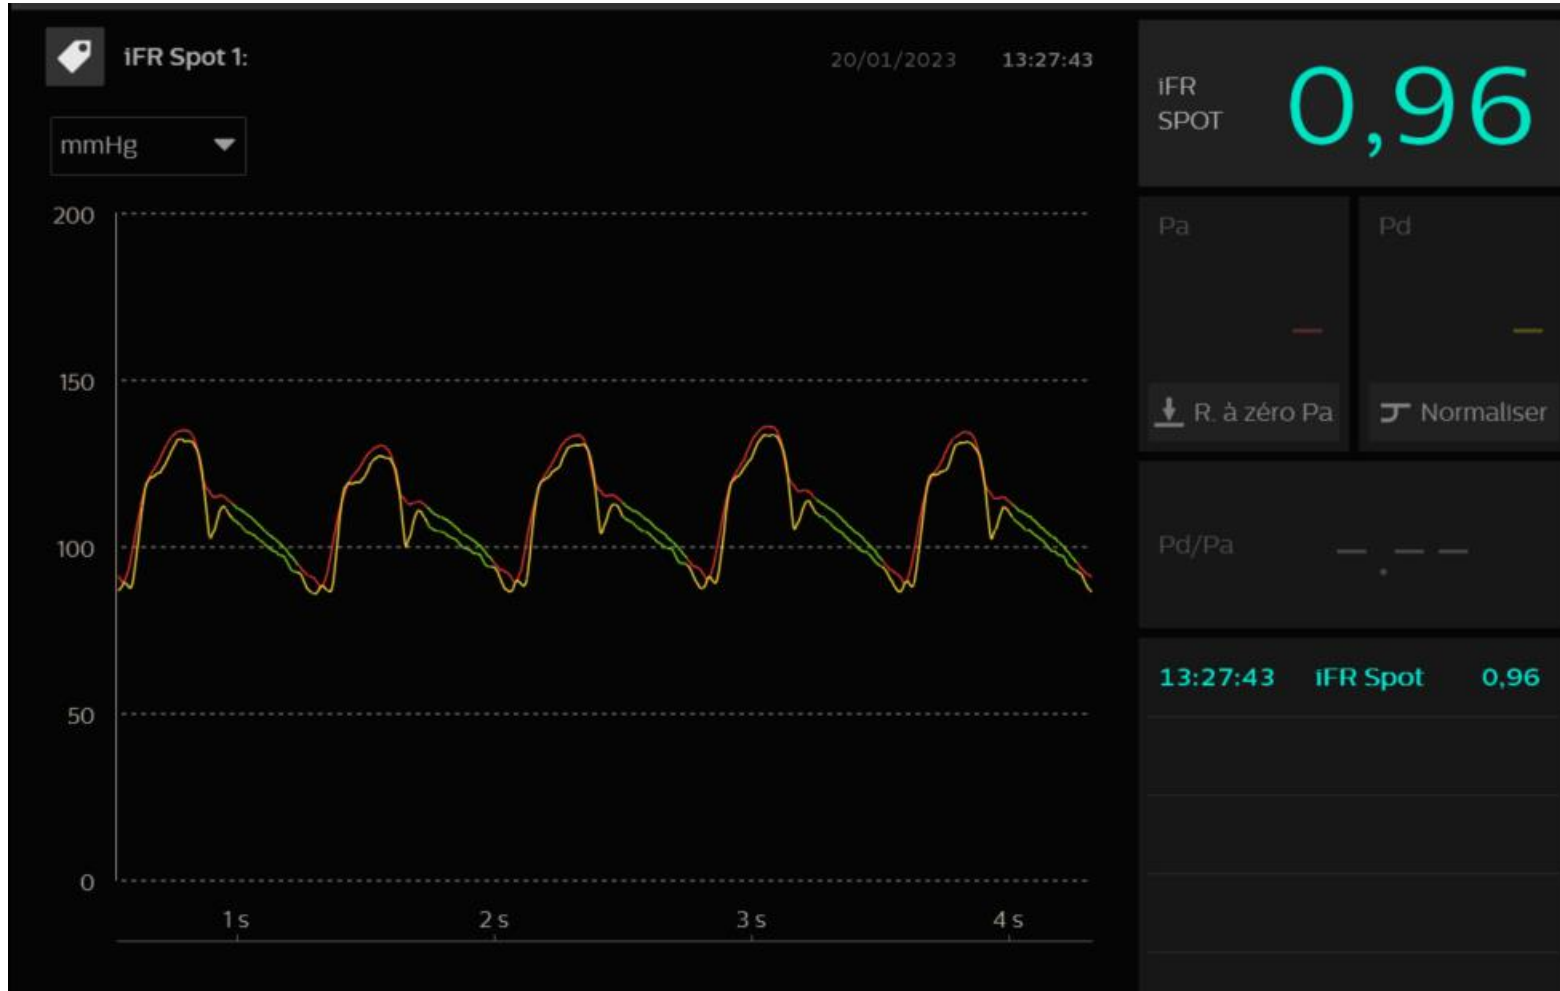 iFR Spot 1:
20/01/2023 13:27:43
mmHg
200
150
100
50
0
1 s
2 s
3 s
4 s
iFR
SPOT
0,96
Pa
R. à zéro Pa
Pd
Normaliser
Pd/Pa
13:27:43 iFR Spot 0,96